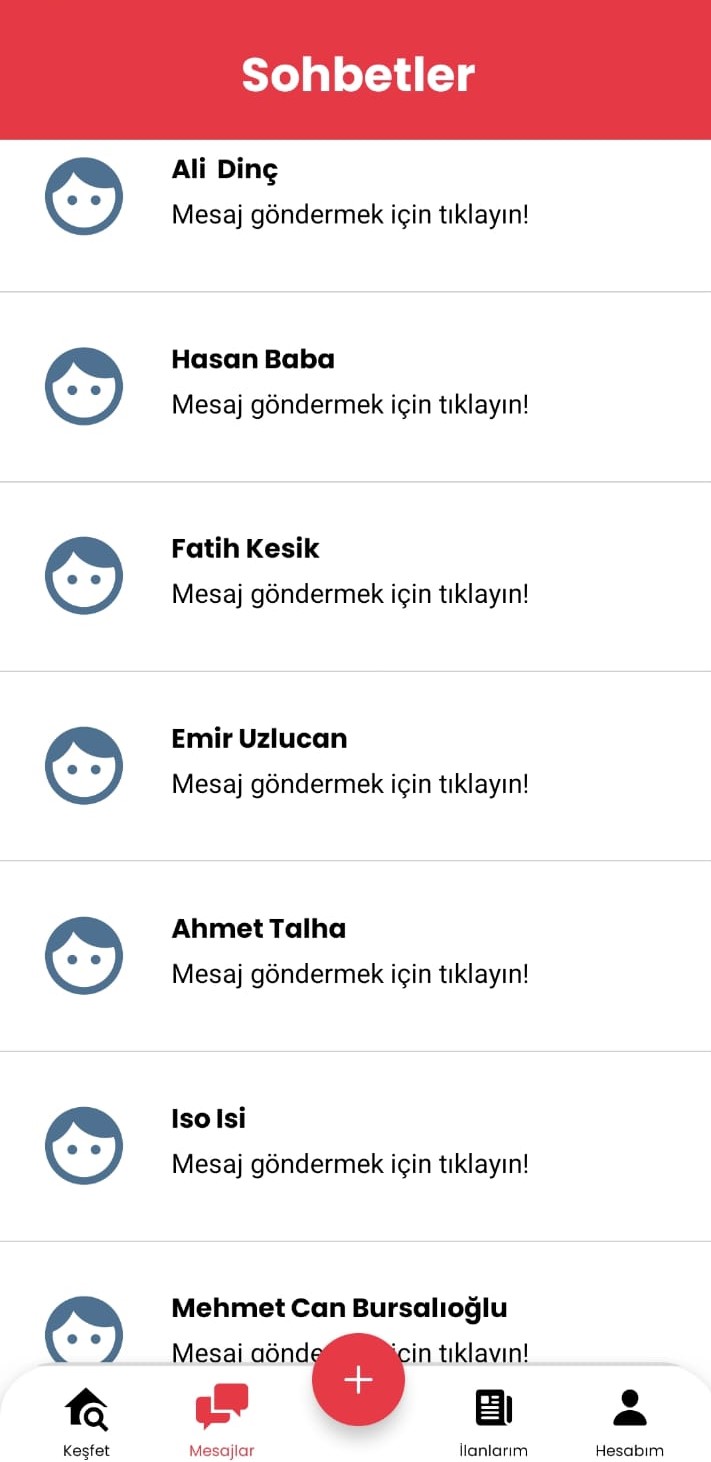 Sohbetler
Ali  Dinç
Mesaj göndermek için tıklayın!
Hasan Baba
Mesaj göndermek için tıklayın!
Fatih Kesik
Mesaj göndermek için tıklayın!
Emir Uzlucan
Mesaj göndermek için tıklayın!
Ahmet Talha
Mesaj göndermek için tıklayın!
Iso Isi
Mesaj göndermek için tıklayın!
Mehmet Can Bursalıoğlu
Mesaj gönde için tıklayın!
Keşfet
Mesajlar
İlanlarım
Hesabım